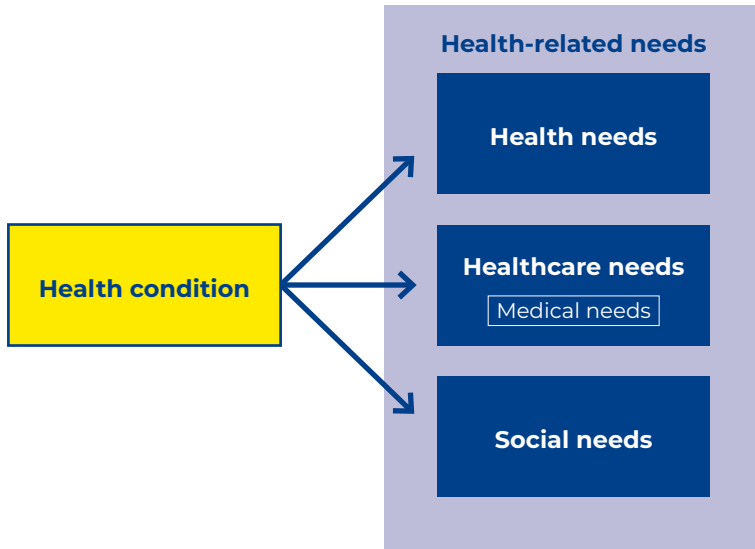 Health-related needs
Health needs
Health condition
Healthcare needs
Medical needs
Social needs